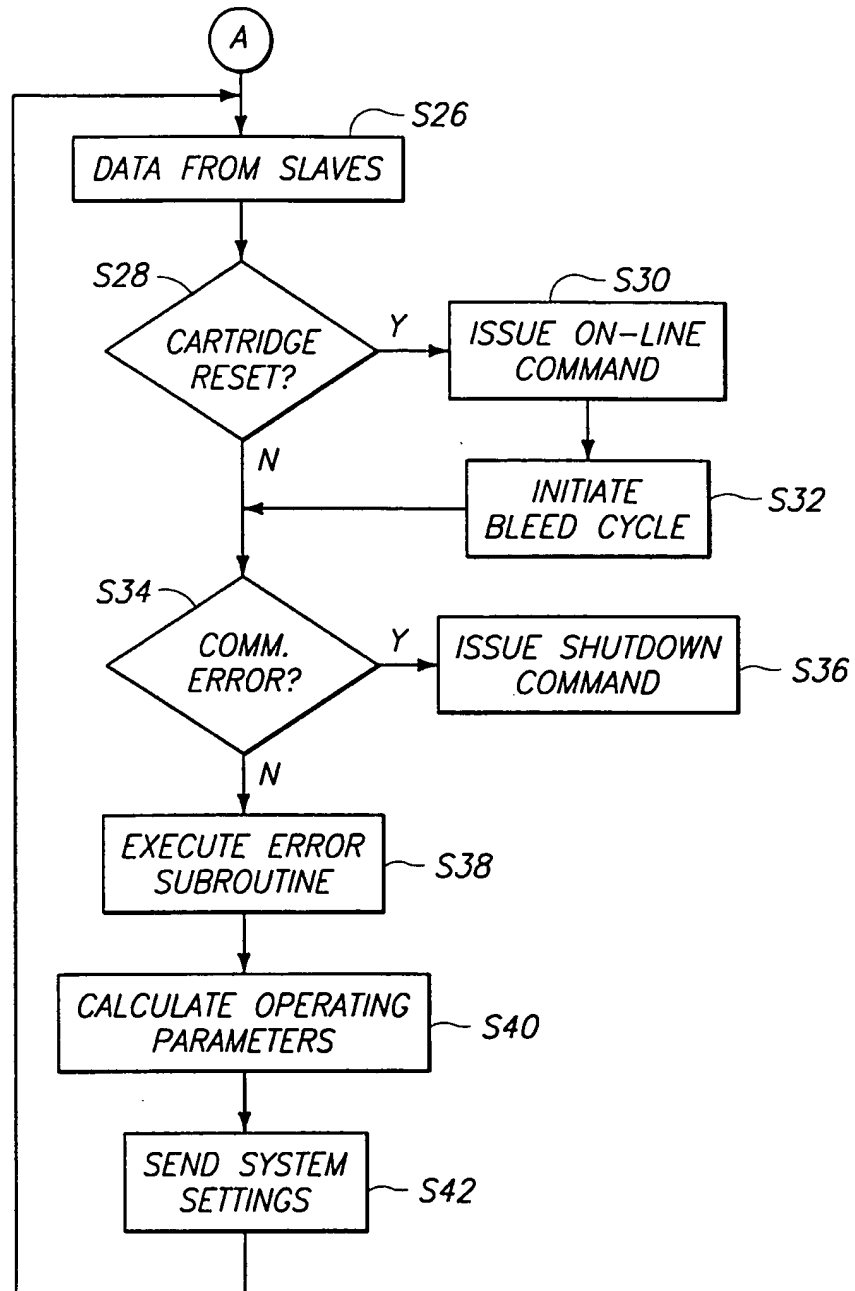 A
S26
DATA FROM SLAVES
S28
CARTRIDGE
RESET?
Y
S30
ISSUE ON-LINE
COMMAND
N
INITIATE
BLEED CYCLE
S32
S34
COMM.
ERROR?
Y
ISSUE SHUTDOWN
COMMAND
S36
N
EXECUTE ERROR
SUBROUTINE
S38
CALCULATE OPERATING
PARAMETERS
S40
SEND SYSTEM
SETTINGS
S42